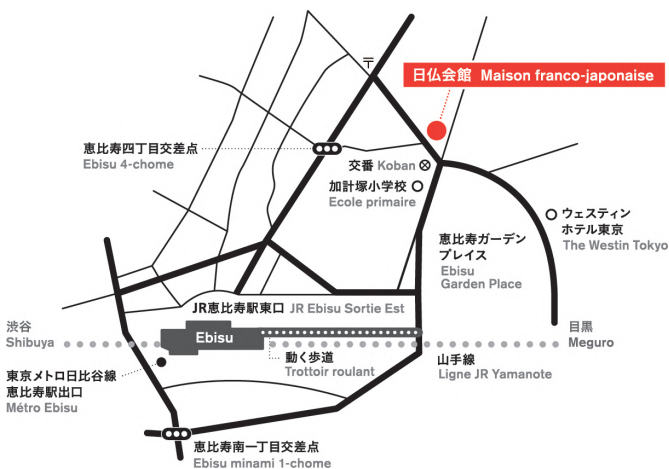 〒
日仏会館 Maison franco-japonaise
恵比寿四丁目交差点
Ebisu 4-chome
交番 Koban
加計塚小学校
Ecole primaire
ウェスティン
ホテル東京
The Westin Tokyo
恵比寿ガーデン
プレイス
Ebisu
Garden Place
JR恵比寿駅東口 JR Ebisu Sortie Est
渋谷
Shibuya
Ebisu
目黒
Meguro
動く歩道
Trottoir roulant
山手線
Ligne JR Yamanote
東京メトロ日比谷線
恵比寿駅出口
Métro Ebisu
恵比寿南一丁目交差点
Ebisu minami 1-chome